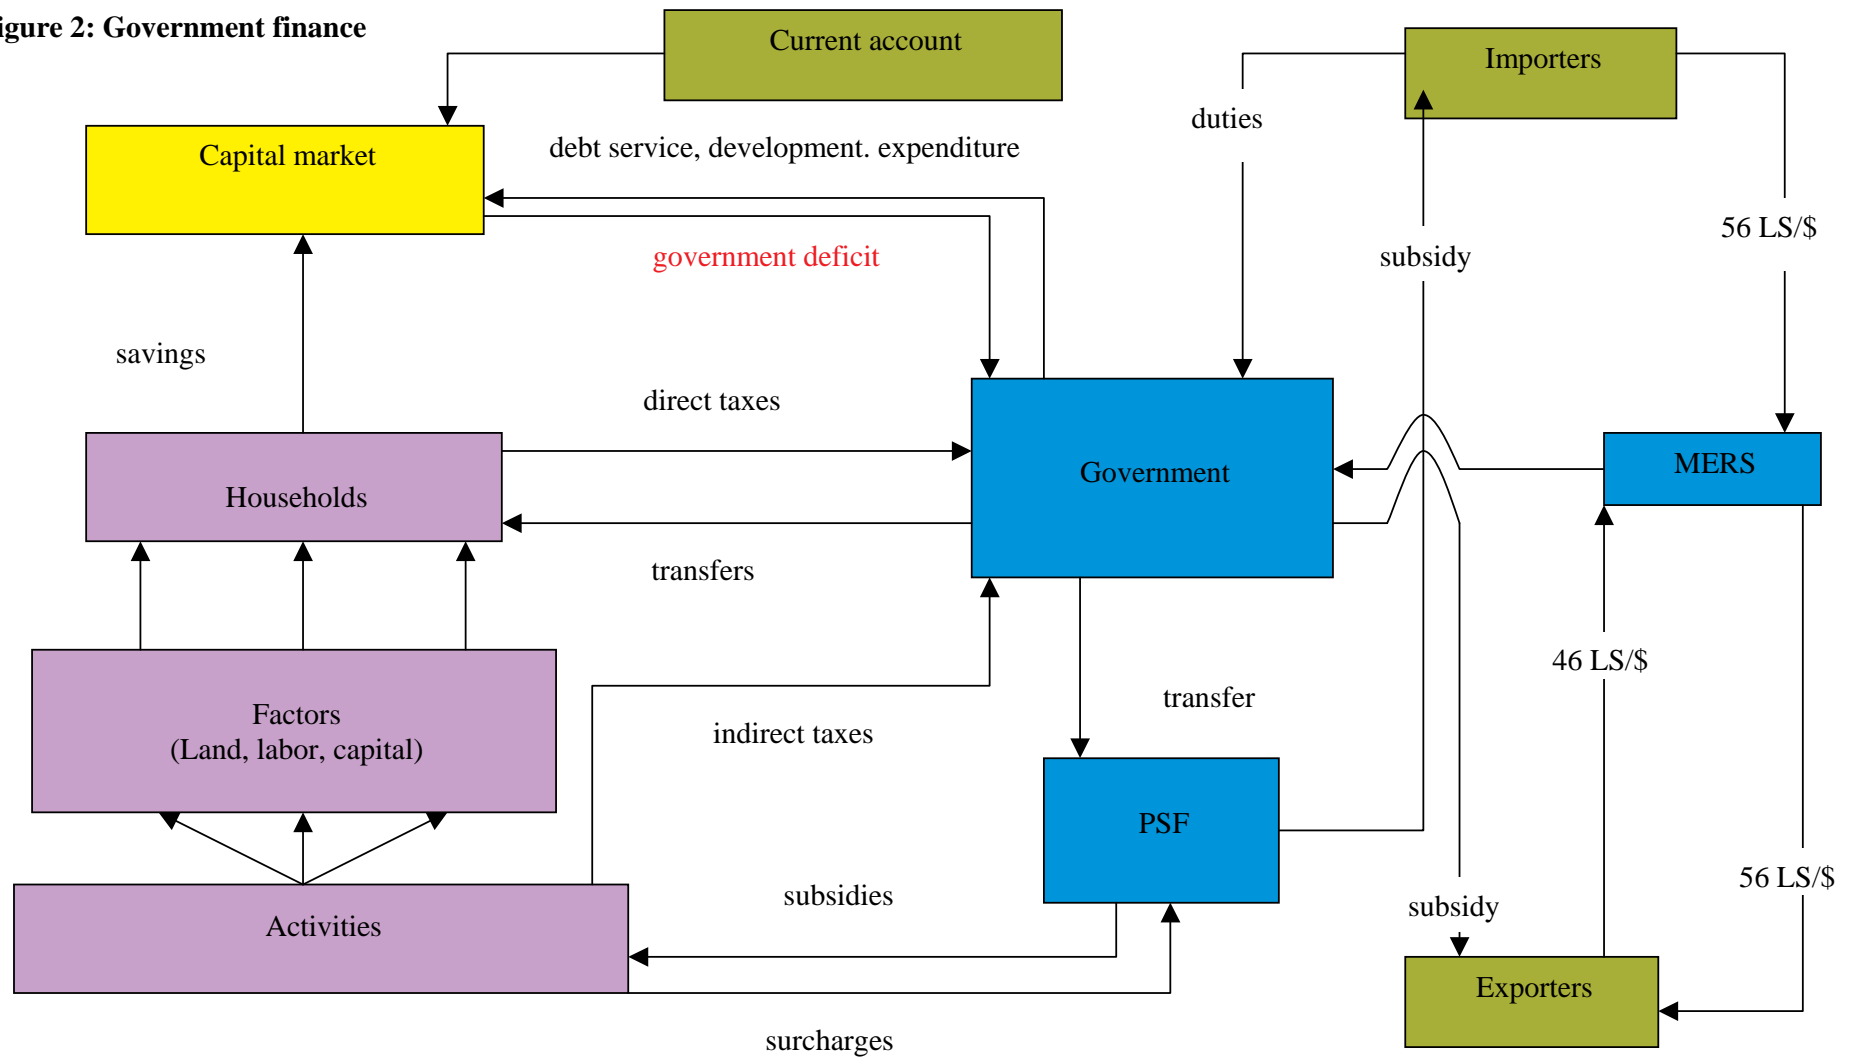 igure 2: Government finance
Current account
Importers
duties
Capital market
debt service, development. expenditure
56 LS/$
government deficit
subsidy
savings
direct taxes
MERS
Government
Households
transfers
46 LS/$
transfer
Factors
(Land, labor, capital)
indirect taxes
PSF
56 LS/$
subsidies
subsidy
Activities
Exporters
surcharges